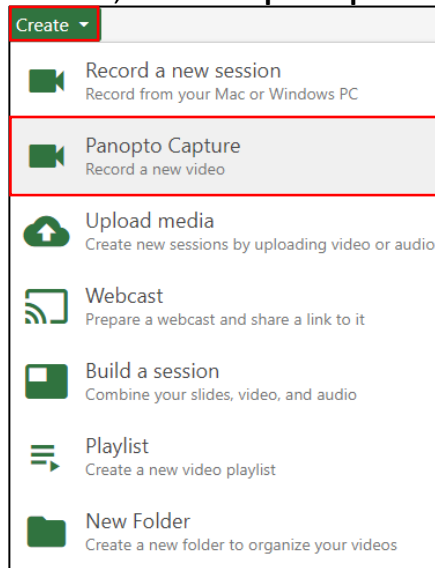 Create
Record a new session
Record from your Mac or Windows PC
Panopto Capture
Record a new video
Upload media
Create new sessions by uploading video or audio
Webcast
Prepare a webcast and share a link to it
Build a session
Combine your slides, video, and audio
Playlist
Create a new video playlist
New Folder
Create a new folder to organize your videos